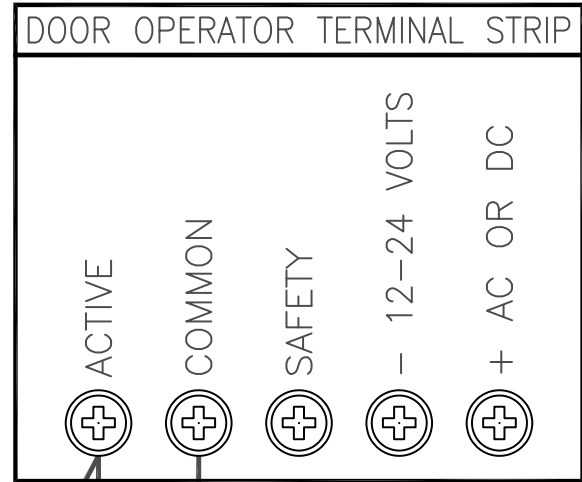 DOOR OPERATOR TERMINAL STRIP
ACTIVE
COMMON
SAFETY
- 12-24 VOLTS
+ AC OR DC